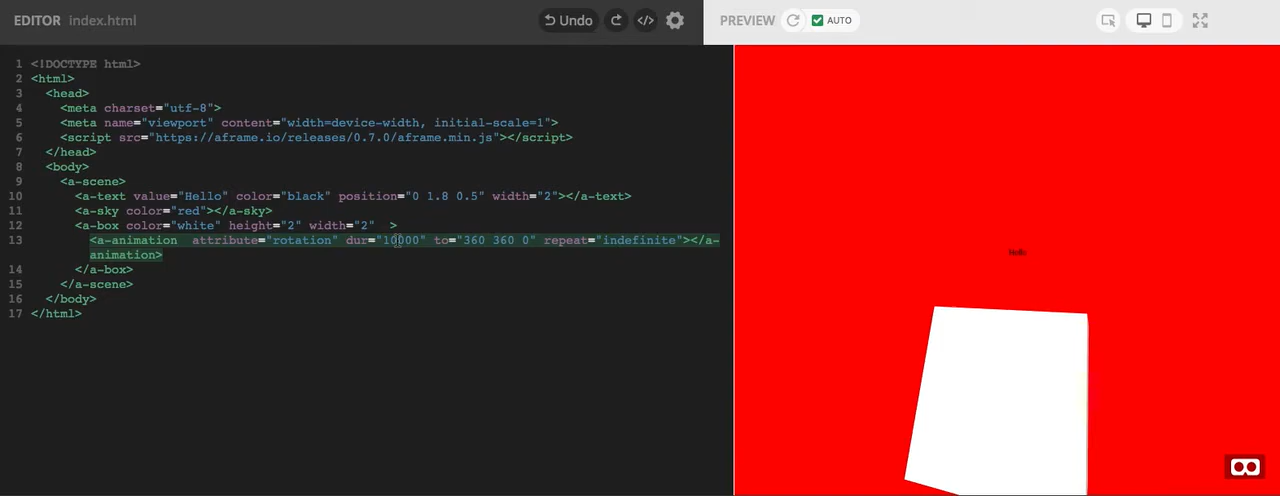 EDITOR index.html Undo </> PREVIEW AUTO
1 <!DOCTYPE html>
2 <html>
3 <head>
4 <meta charset="utf-8">
5 <meta name="viewport" content="width=device-width, initial-scale=1">
6 <script src="https://aframe.io/releases/0.7.0/aframe.min.js"></script>
7 </head>
8 <body>
9 <a-scene>
10 <a-text value="Hello" color="black" position="0 1.8 0.5" width="2"></a-text>
11 <a-sky color="red"></a-sky>
12 <a-box color="white" height="2" width="2" >
13 <a-animation attribute="rotation" dur="10000" to="360 360 0" repeat="indefinite"></a-
animation>
14 </a-box>
15 </a-scene>
16 </body>
17 </html>
Hello